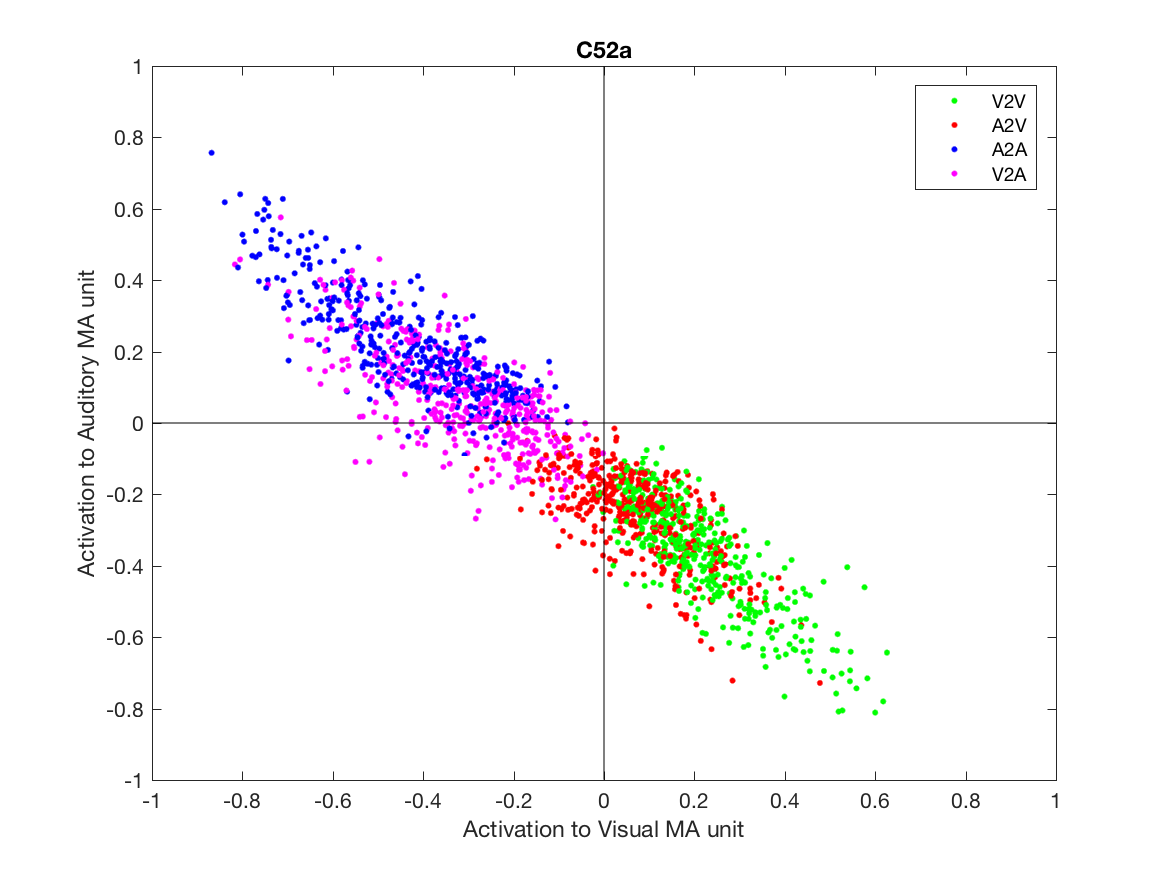 C52a
V2V
A2V
A2A
V2A
1
0.8
0.6
0.4
0.2
0
-0.2
-0.4
-0.6
-0.8
-1
Activation to Auditory MA unit
-1 -0.8 -0.6 -0.4 -0.2 0 0.2 0.4 0.6 0.8 1
Activation to Visual MA unit